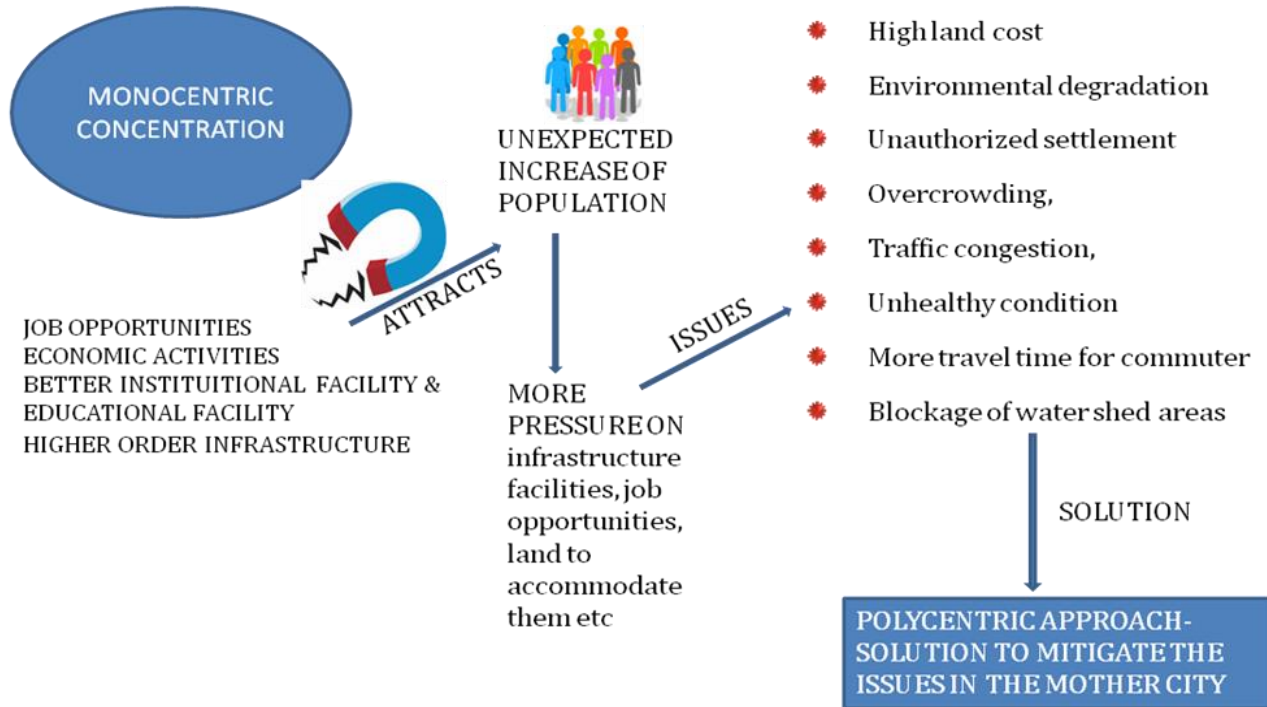 MONOCENTRIC
CONCENTRATION
JOB OPPORTUNITIES
ECONOMIC ACTIVITIES
BETTER INSTITUITIONAL FACILITY &
EDUCATIONAL FACILITY
HIGHER ORDER INFRASTRUCTURE
ATTRACTS
UNEXPECTED
INCREASE OF
POPULATION
MORE
PRESSURE ON
infrastructure
facilities, job
opportunities,
land to
accommodate
them etc
ISSUES
High land cost
Environmental degradation
Unauthorized settlement
Overcrowding,
Traffic congestion,
Unhealthy condition
More travel time for commuter
Blockage of water shed areas
SOLUTION
POLYCENTRIC APPROACH-
SOLUTION TO MITIGATE THE
ISSUES IN THE MOTHER CITY